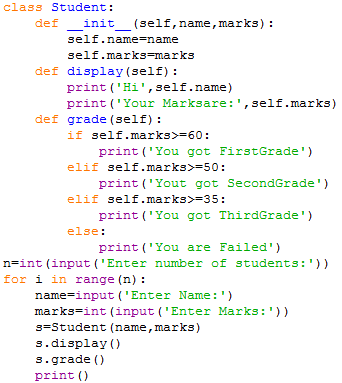 class Student:
    def __init__(self,name,marks):
        self.name=name
        self.marks=marks
    def display(self):
        print('Hi',self.name)
        print('Your Marksare:',self.marks)
    def grade(self):
        if self.marks>=60:
            print('You got FirstGrade')
        elif self.marks>=50:
            print('Yout got SecondGrade')
        elif self.marks>=35:
            print('You got ThirdGrade')
        else:
            print('You are Failed')
n=int(input('Enter number of students:'))
for i in range(n):
    name=input('Enter Name:')
    marks=int(input('Enter Marks:'))
    s=Student(name,marks)
    s.display()
    s.grade()
    print()